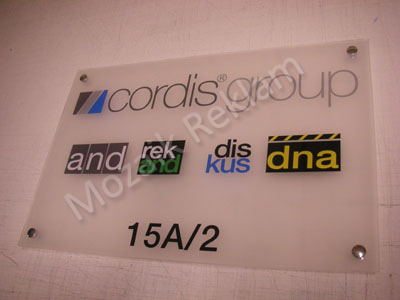 cordis® group
and
rek
and
dis
kus
dna
15A/2
Mozaik Reklam